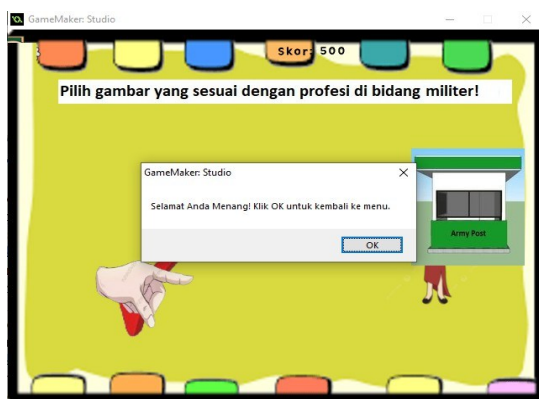 GameMaker: Studio
Skor: 500
Pilih gambar yang sesuai dengan profesi di bidang militer!
GameMaker: Studio
Selamat Anda Menang! Klik OK untuk kembali ke menu.
OK
Army Post